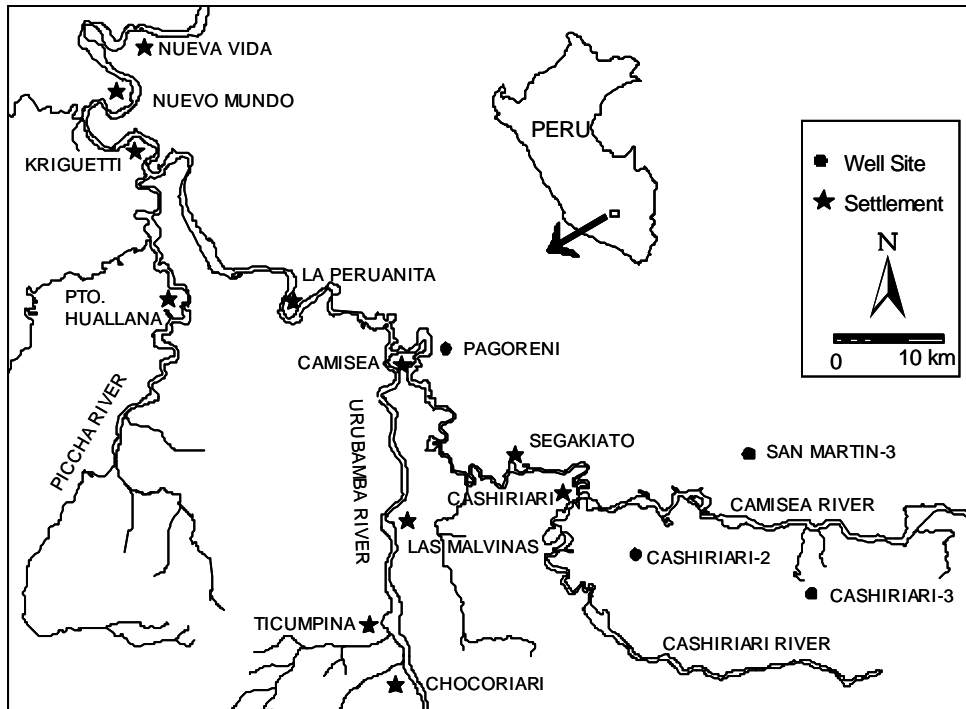 NUEVA VIDA
NUEVO MUNDO
KRIGUETTI
PERU
Well Site
Settlement
N
0 10 km
LA PERUANITA
PTO.
HUALLANA
CAMISEA
PAGORENI
PICCHA RIVER
URUBAMBA RIVER
SEGAKIATO
SAN MARTIN-3
CASHIRIARI
CAMISEA RIVER
LAS MALVINAS
CASHIRIARI-2
CASHIRIARI-3
TICUMPINA
CASHIRIARI RIVER
CHOCORIARI